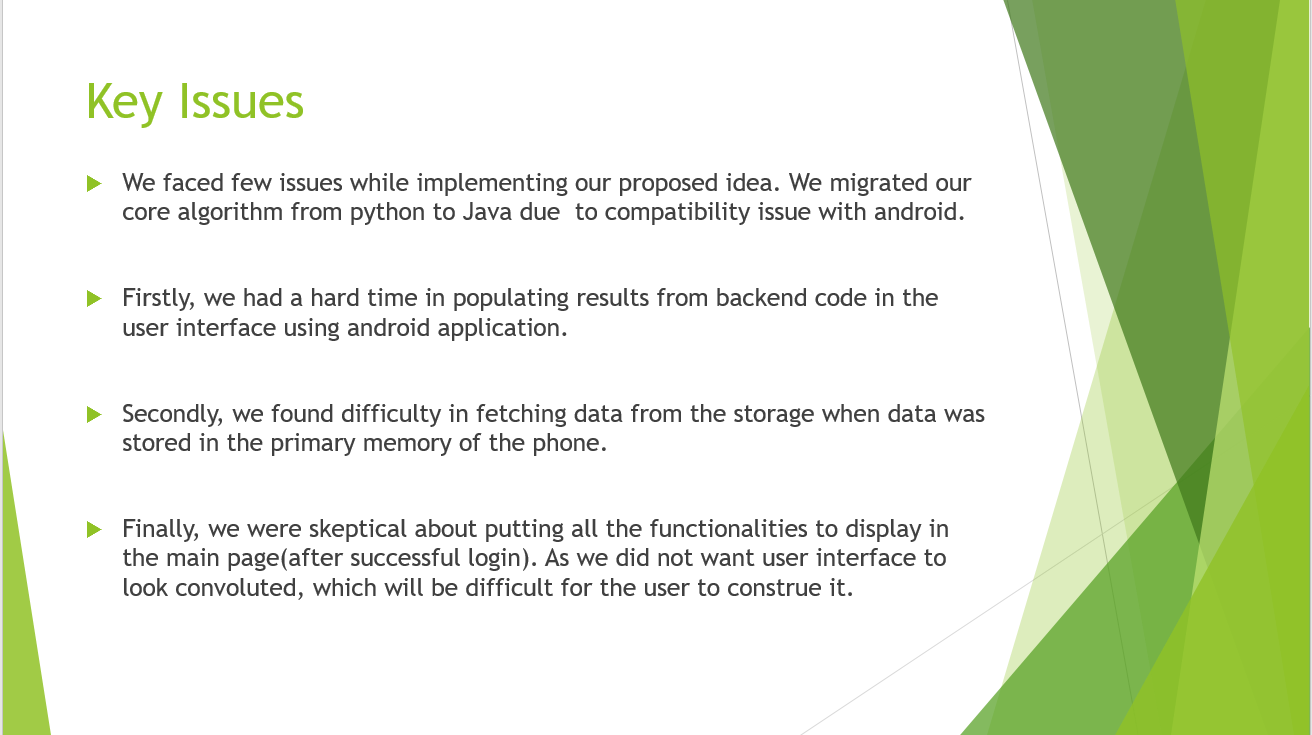 Key Issues
We faced few issues while implementing our proposed idea. We migrated our
core algorithm from python to Java due  to compatibility issue with android.
Firstly, we had a hard time in populating results from backend code in the
user interface using android application.
Secondly, we found difficulty in fetching data from the storage when data was
stored in the primary memory of the phone.
Finally, we were skeptical about putting all the functionalities to display in
the main page(after successful login). As we did not want user interface to
look convoluted, which will be difficult for the user to construe it.